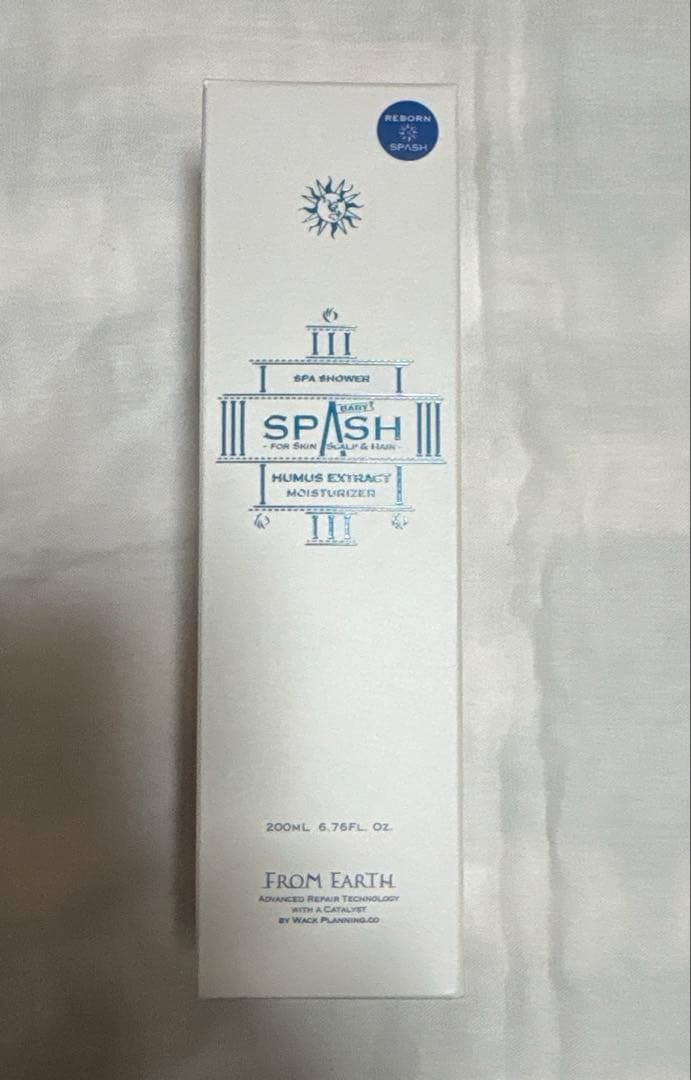 REBORN
SPASH
SPA SHOWER
BABY
SPASH
- FOR SKIN SCALP & HAIR -
HUMUS EXTRACT
MOISTURIZER
200ML 6.76FL. OZ.
FROM EARTH
ADVANCED REPAIR TECHNOLOGY
WITH A CATALYST
BY WACK PLANNING.CO